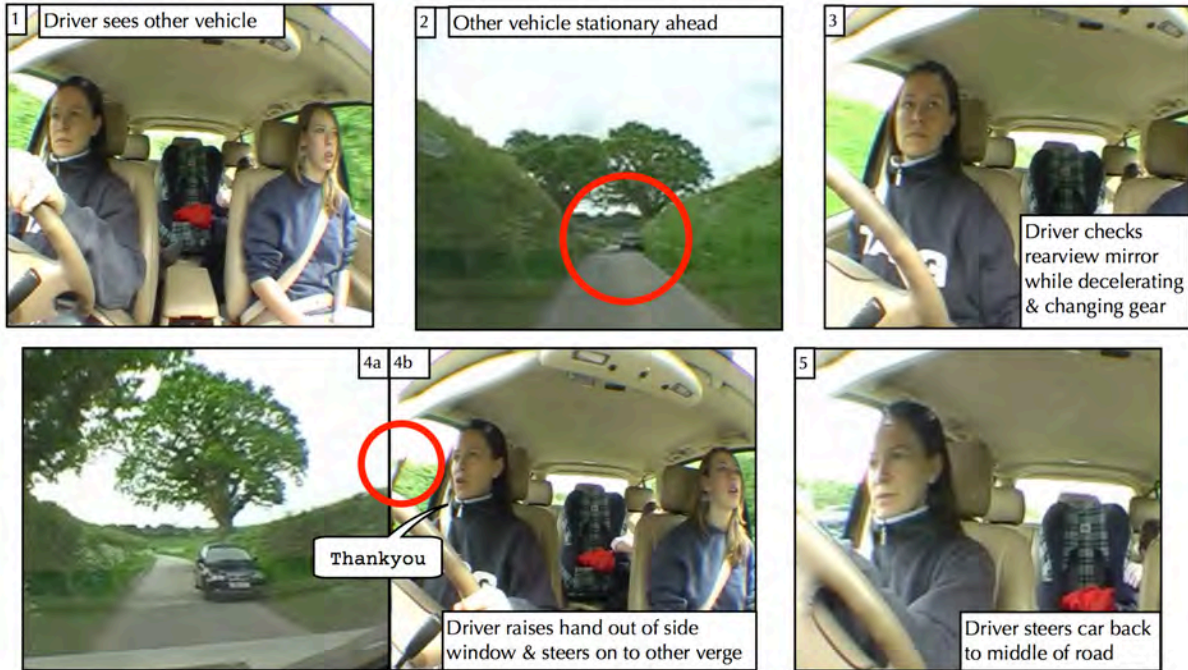 1
Driver sees other vehicle
2
Other vehicle stationary ahead
3
Driver checks
rearview mirror
while decelerating
& changing gear
4a
4b
Thankyou
Driver raises hand out of side
window & steers on to other verge
5
Driver steers car back
to middle of road